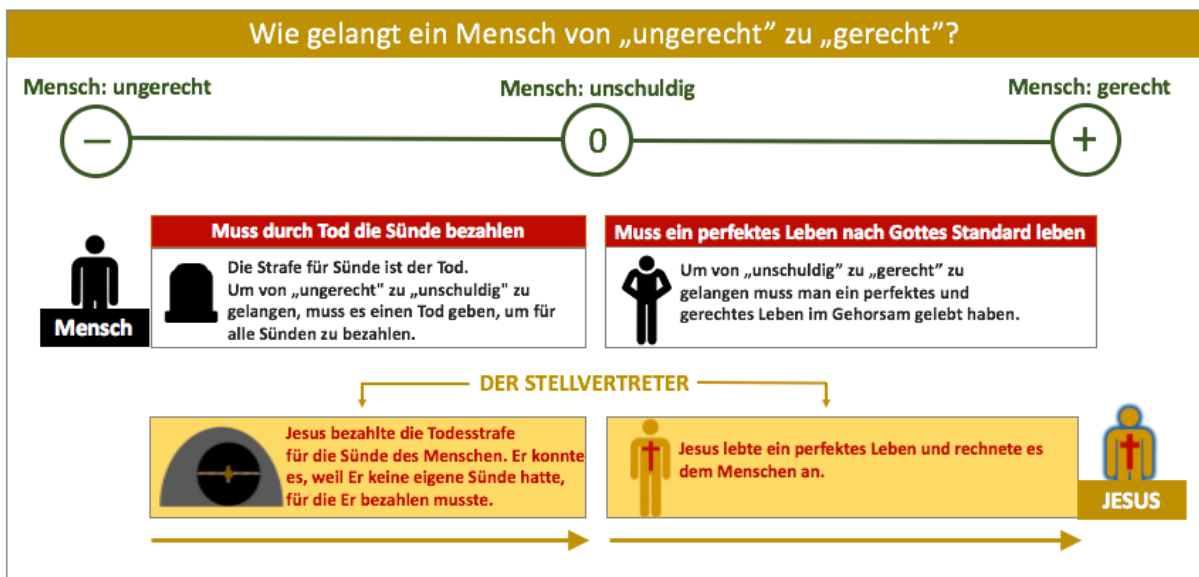 Wie gelangt ein Mensch von „ungerecht” zu „gerecht”?
Mensch: ungerecht
Mensch: unschuldig
Mensch: gerecht
–
0
+
Muss durch Tod die Sünde bezahlen
Die Strafe für Sünde ist der Tod.
Um von „ungerecht" zu „unschuldig" zu
gelangen, muss es einen Tod geben, um für
alle Sünden zu bezahlen.
Muss ein perfektes Leben nach Gottes Standard leben
Um von „unschuldig” zu „gerecht” zu
gelangen muss man ein perfektes und
gerechtes Leben im Gehorsam gelebt haben.
Mensch
DER STELLVERTRETER
Jesus bezahlte die Todesstrafe
für die Sünde des Menschen. Er konnte
es, weil Er keine eigene Sünde hatte,
für die Er bezahlen musste.
Jesus lebte ein perfektes Leben und rechnete es
dem Menschen an.
JESUS